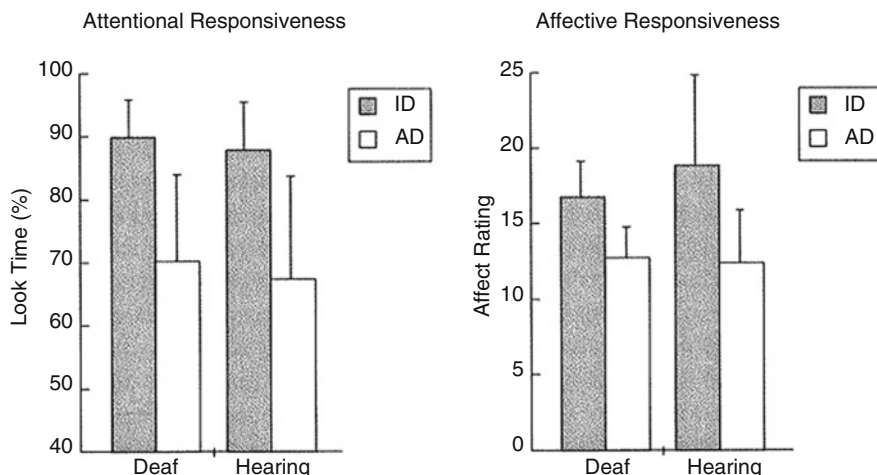 Attentional Responsiveness
100
90
80
70
60
50
40
Look Time (%)
ID
AD
Deaf
Hearing
Affective Responsiveness
25
20
15
10
5
0
Affect Rating
ID
AD
Deaf
Hearing